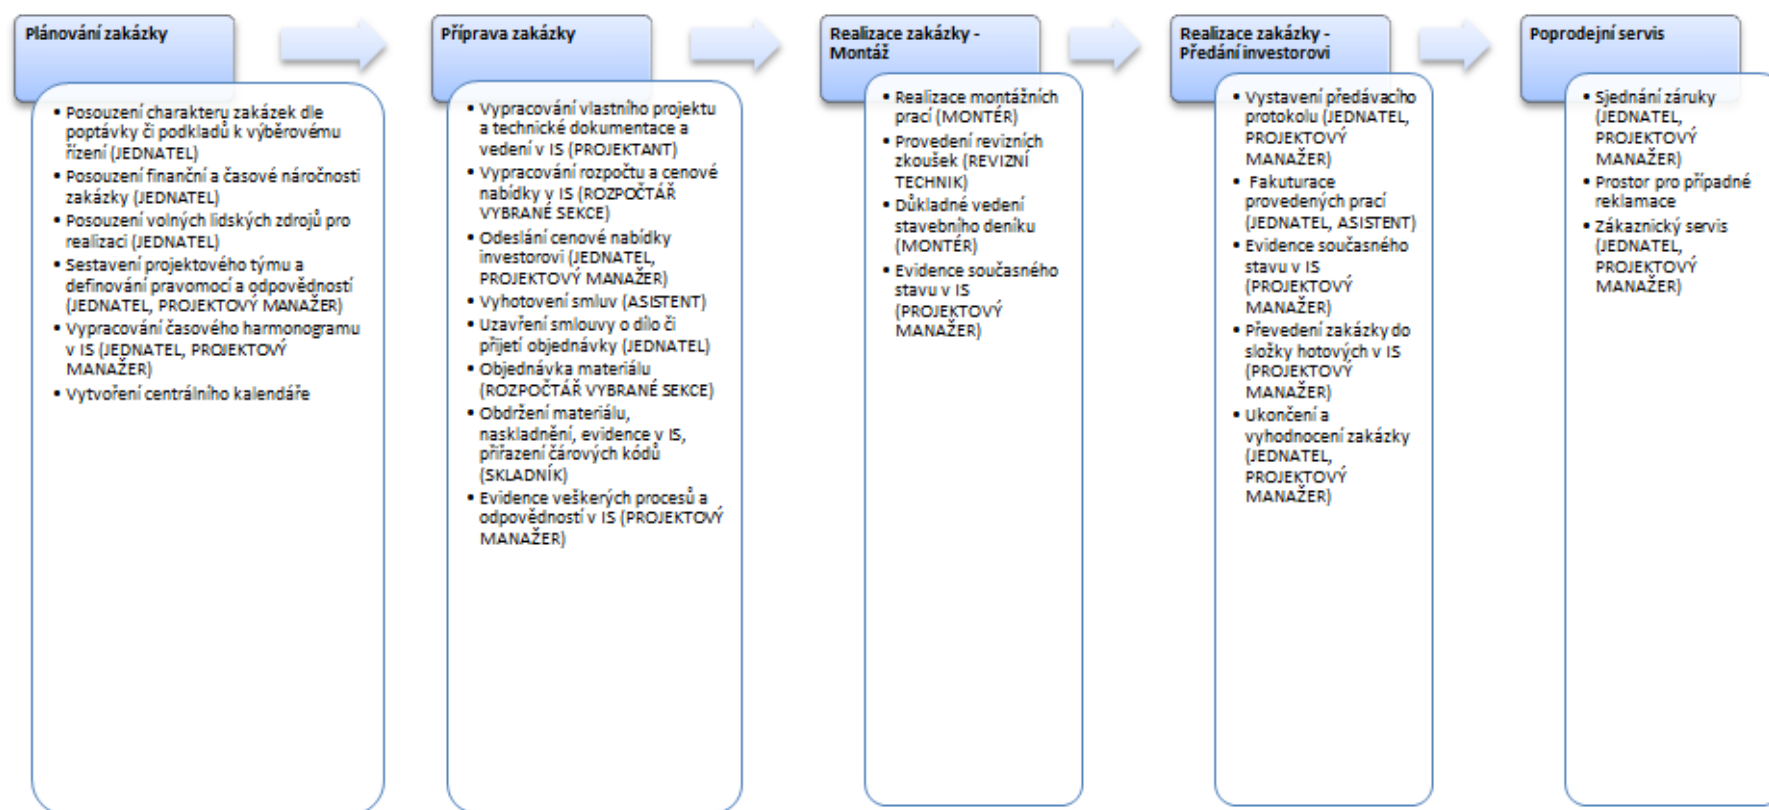 Plánování zakázky
• Posouzení charakteru zakázek dle
poptávky či podkladů k výběrovému
řízení (JEDNATEL)
• Posouzení finanční a časové náročnosti
zakázky (JEDNATEL)
• Posouzení volných lidských zdrojů pro
realizaci (JEDNATEL)
• Sestavení projektového týmu a
definování pravomocí a odpovědností
(JEDNATEL, PROJEKTOVÝ MANAŽER)
• Vypracování časového harmonogramu
v IS (JEDNATEL, PROJEKTOVÝ
MANAŽER)
• Vytvoření centrálního kalendáře
Příprava zakázky
• Vypracování vlastního projektu
a technické dokumentace a
vedení v IS (PROJEKTANT)
• Vypracování rozpočtu a cenové
nabídky v IS (ROZPOČTÁŘ
VYBRANÉ SEKCE)
• Odeslání cenové nabídky
investorovi (JEDNATEL,
PROJEKTOVÝ MANAŽER)
• Vyhotovení smluv (ASISTENT)
• Uzavření smlouvy o dílo či
přijetí objednávky (JEDNATEL)
• Objednávka materiálu
(ROZPOČTÁŘ VYBRANÉ SEKCE)
• Obdržení materiálu,
naskladnění, evidence v IS,
přiřazení čárových kódů
(SKLADNÍK)
• Evidence veškerých procesů a
odpovědností v IS (PROJEKTOVÝ
MANAŽER)
Realizace zakázky -
Montáž
• Realizace montážních
prací (MONTÉR)
• Provedení revizních
zkoušek (REVIZNÍ
TECHNIK)
• Důkladné vedení
stavebního deníku
(MONTÉR)
• Evidence současného
stavu v IS
(PROJEKTOVÝ
MANAŽER)
Realizace zakázky -
Předání investorovi
• Vystavení předávacího
protokolu (JEDNATEL,
PROJEKTOVÝ
MANAŽER)
• Fakuturace
provedených prací
(JEDNATEL, ASISTENT)
• Evidence současného
stavu v IS
(PROJEKTOVÝ
MANAŽER)
• Převedení zakázky do
složky hotových v IS
(PROJEKTOVÝ
MANAŽER)
• Ukončení a
vyhodnocení zakázky
(JEDNATEL,
PROJEKTOVÝ
MANAŽER)
Poprodejní servis
• Sjednání záruky
(JEDNATEL,
PROJEKTOVÝ
MANAŽER)
• Prostor pro případné
reklamace
• Zákaznický servis
(JEDNATEL,
PROJEKTOVÝ
MANAŽER)